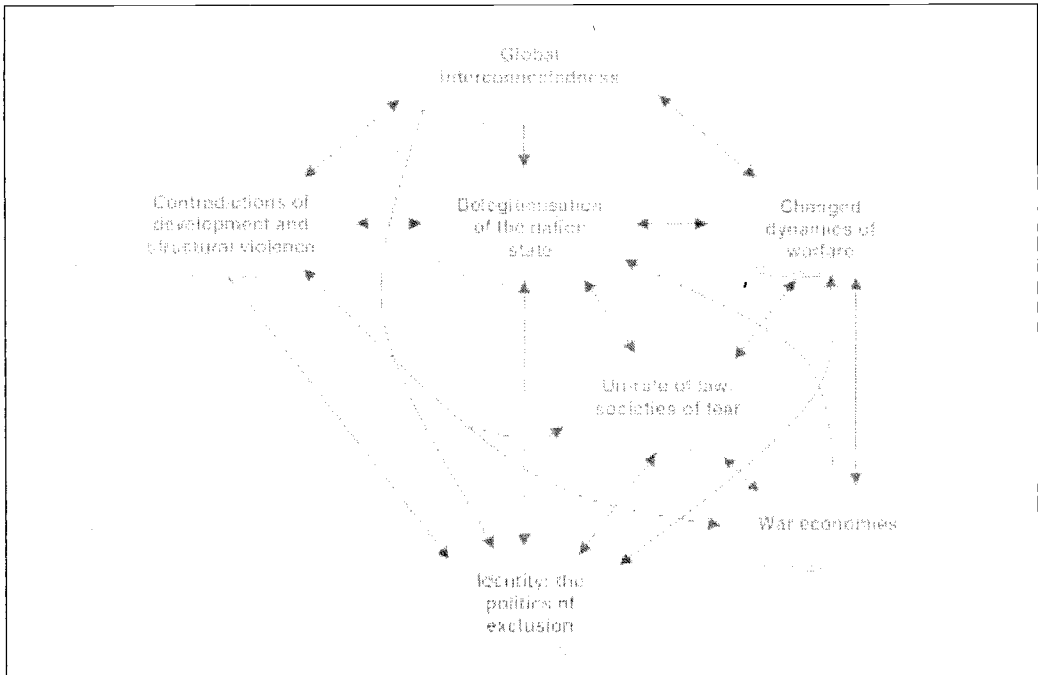 Global
interconnectedness
Contradictions of
development and
structural violence
Delegitimisation
of the nation
state
Changed
dynamics of
warfare
Un-rule of law:
societies of fear
War economies
Identity: the
politics of
exclusion